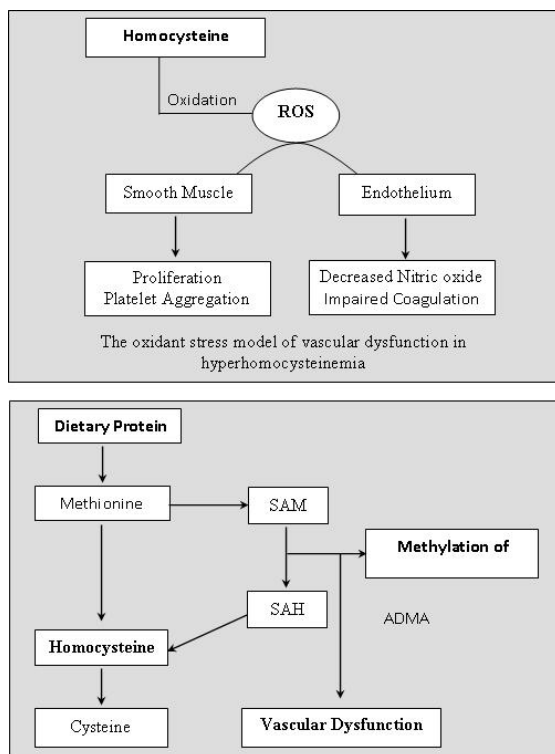 Homocysteine
Oxidation
ROS
Smooth Muscle
Endothelium
Proliferation
Platelet Aggregation
Decreased Nitric oxide
Impaired Coagulation
The oxidant stress model of vascular dysfunction in
hyperhomocysteinemia
Dietary Protein
Methionine
SAM
Methylation of
SAH
ADMA
Homocysteine
Cysteine
Vascular Dysfunction